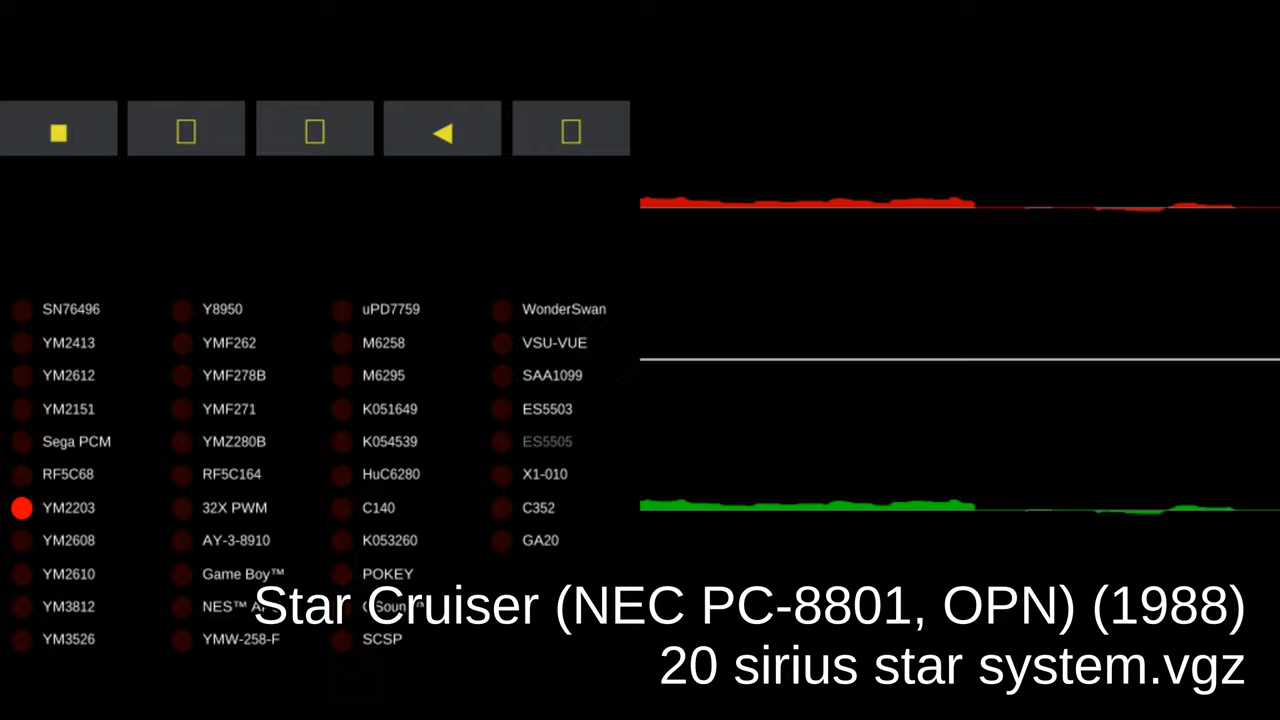 SN76496 Y8950 uPD7759 WonderSwan
YM2413 YMF262 M6258 VSU-VUE
YM2612 YMF278B M6295 SAA1099
YM2151 YMF271 K051649 ES5503
Sega PCM YMZ280B K054539 ES5505
RF5C68 RF5C164 HuC6280 X1-010
YM2203 32X PWM C140 C352
YM2608 AY-3-8910 K053260 GA20
YM2610 Game Boy™ POKEY
YM3812 NES™
YM3526 YMW-258-F SCSP
Star Cruiser (NEC PC-8801, OPN) (1988)
20 sirius star system.vgz